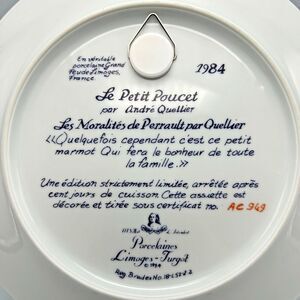 En véritable
porcelaine Grand
feu de Limoges,
France.
1984
Le Petit Poucet
par André Quellier
Les Moralités de Perrault par Quellier
<<Quelquefois cependant c'est ce petit
marmot Qui fera le bonheur de toute
la famille.>>
Une édition strictement limitée, arrêtée après
cent jours de cuisson. Cette assuette est
décorée et tirée sous certificat no. AC 949
Porcelaines
Limoges-Turgot
© 1984